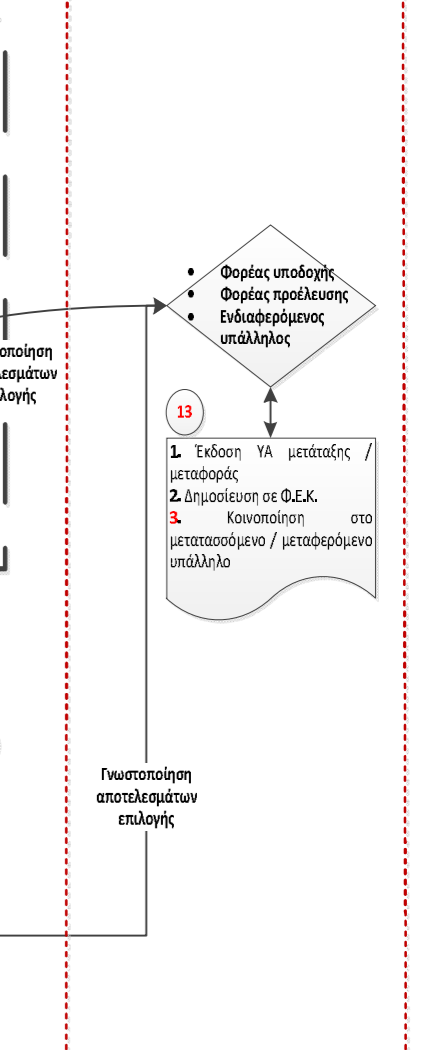 • Φορέας υποδοχής
• Φορέας προέλευσης
• Ενδιαφερόμενος
υπάλληλος
οποίηση
λεσμάτων
λογής
13
1. Έκδοση ΥΑ μετάταξης /
μεταφοράς
2. Δημοσίευση σε Φ.Ε.Κ.
3. Κοινοποίηση στο
μετατασσόμενο / μεταφερόμενο
υπάλληλο
Γνωστοποίηση
αποτελεσμάτων
επιλογής